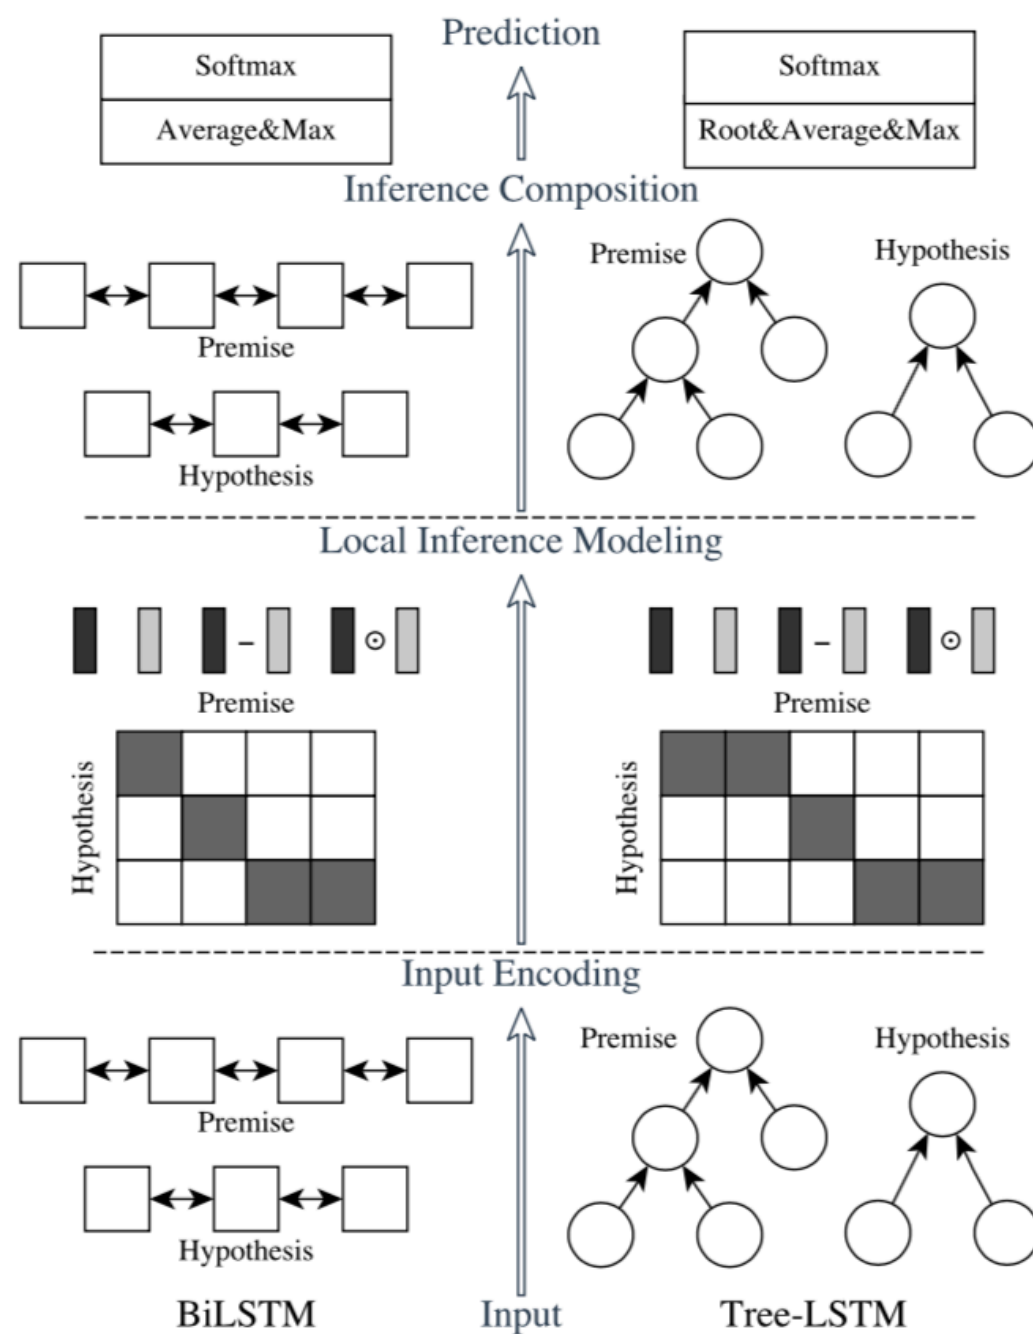 Prediction
Softmax
Average&Max
Softmax
Root&Average&Max
Inference Composition
Premise
Hypothesis
Premise
Hypothesis
Local Inference Modeling
– ⊙
Premise
Hypothesis
– ⊙
Premise
Hypothesis
Input Encoding
Premise
Hypothesis
Premise
Hypothesis
BiLSTM
Input
Tree-LSTM